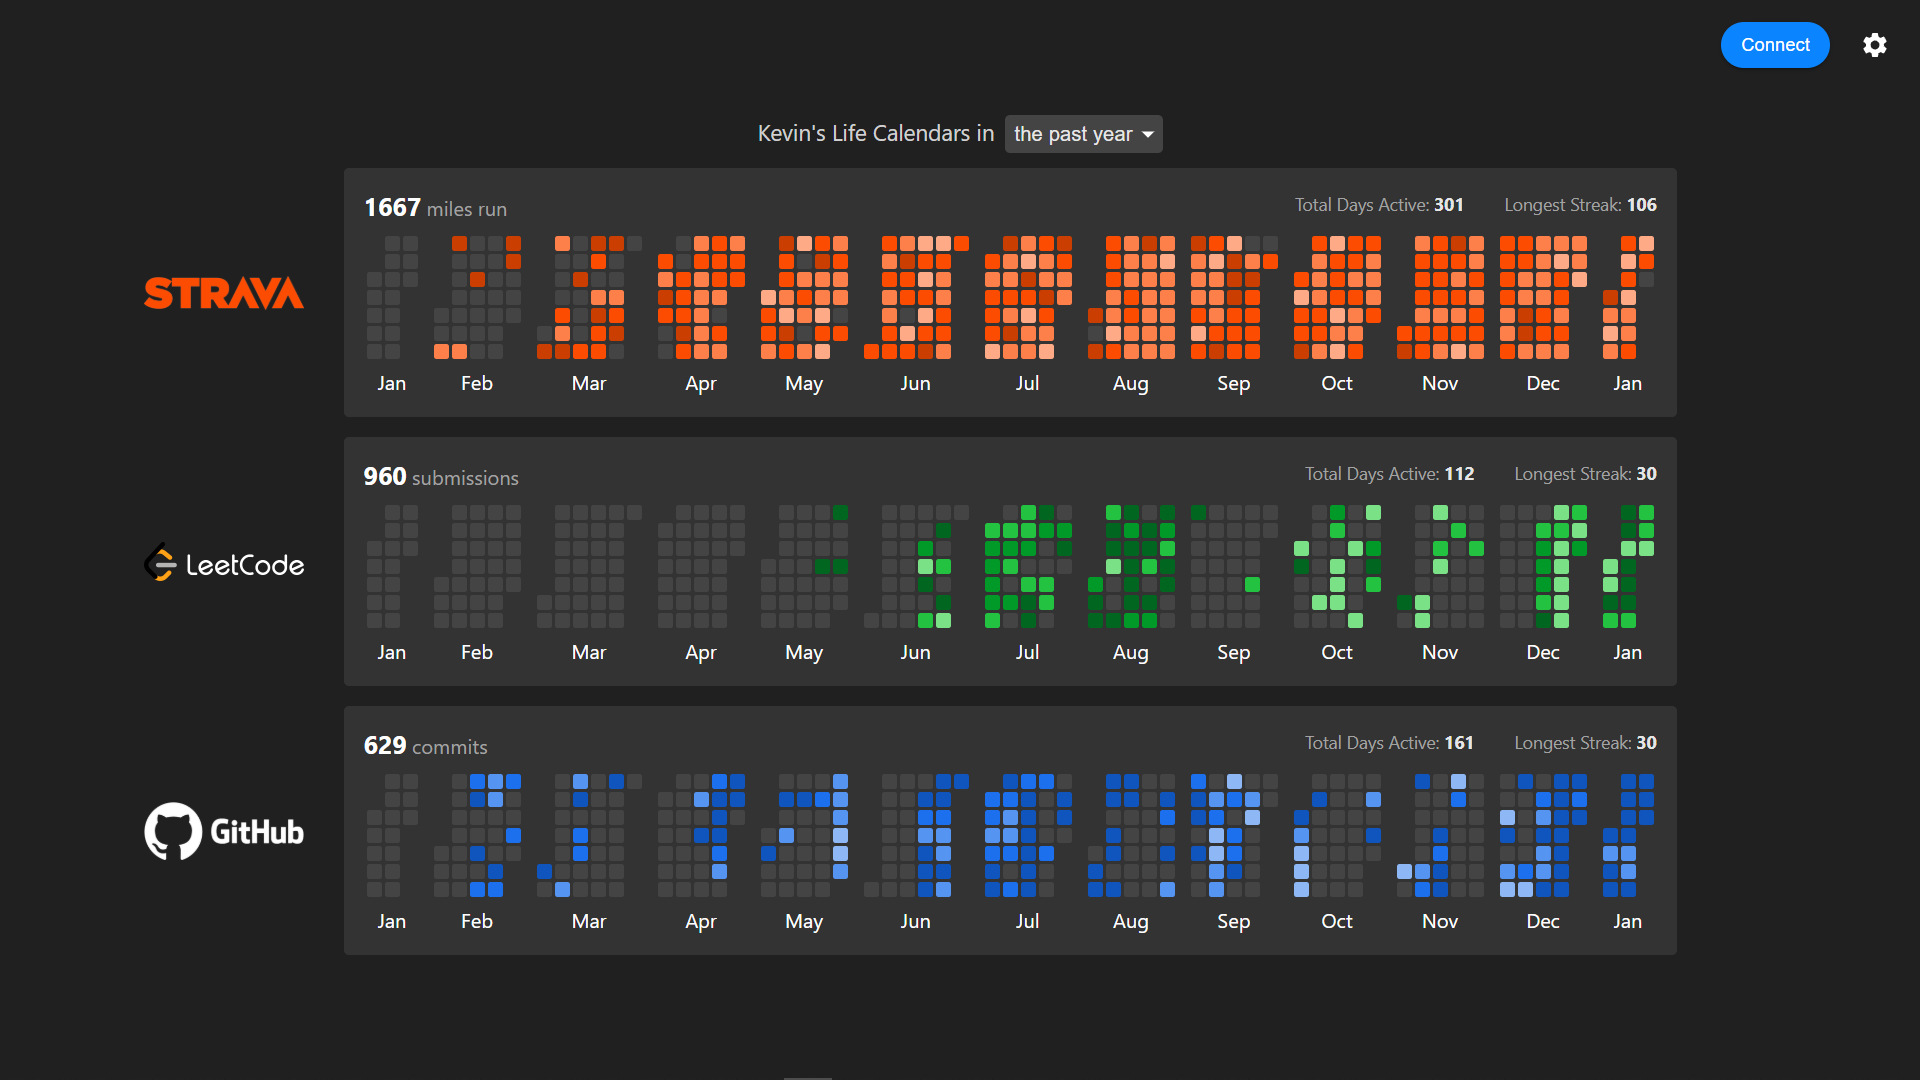 Connect
Kevin's Life Calendars in the past year
1667 miles run Total Days Active: 301 Longest Streak: 106
STRAVA
Jan Feb Mar Apr May Jun Jul Aug Sep Oct Nov Dec Jan
960 submissions Total Days Active: 112 Longest Streak: 30
LeetCode
Jan Feb Mar Apr May Jun Jul Aug Sep Oct Nov Dec Jan
629 commits Total Days Active: 161 Longest Streak: 30
GitHub
Jan Feb Mar Apr May Jun Jul Aug Sep Oct Nov Dec Jan